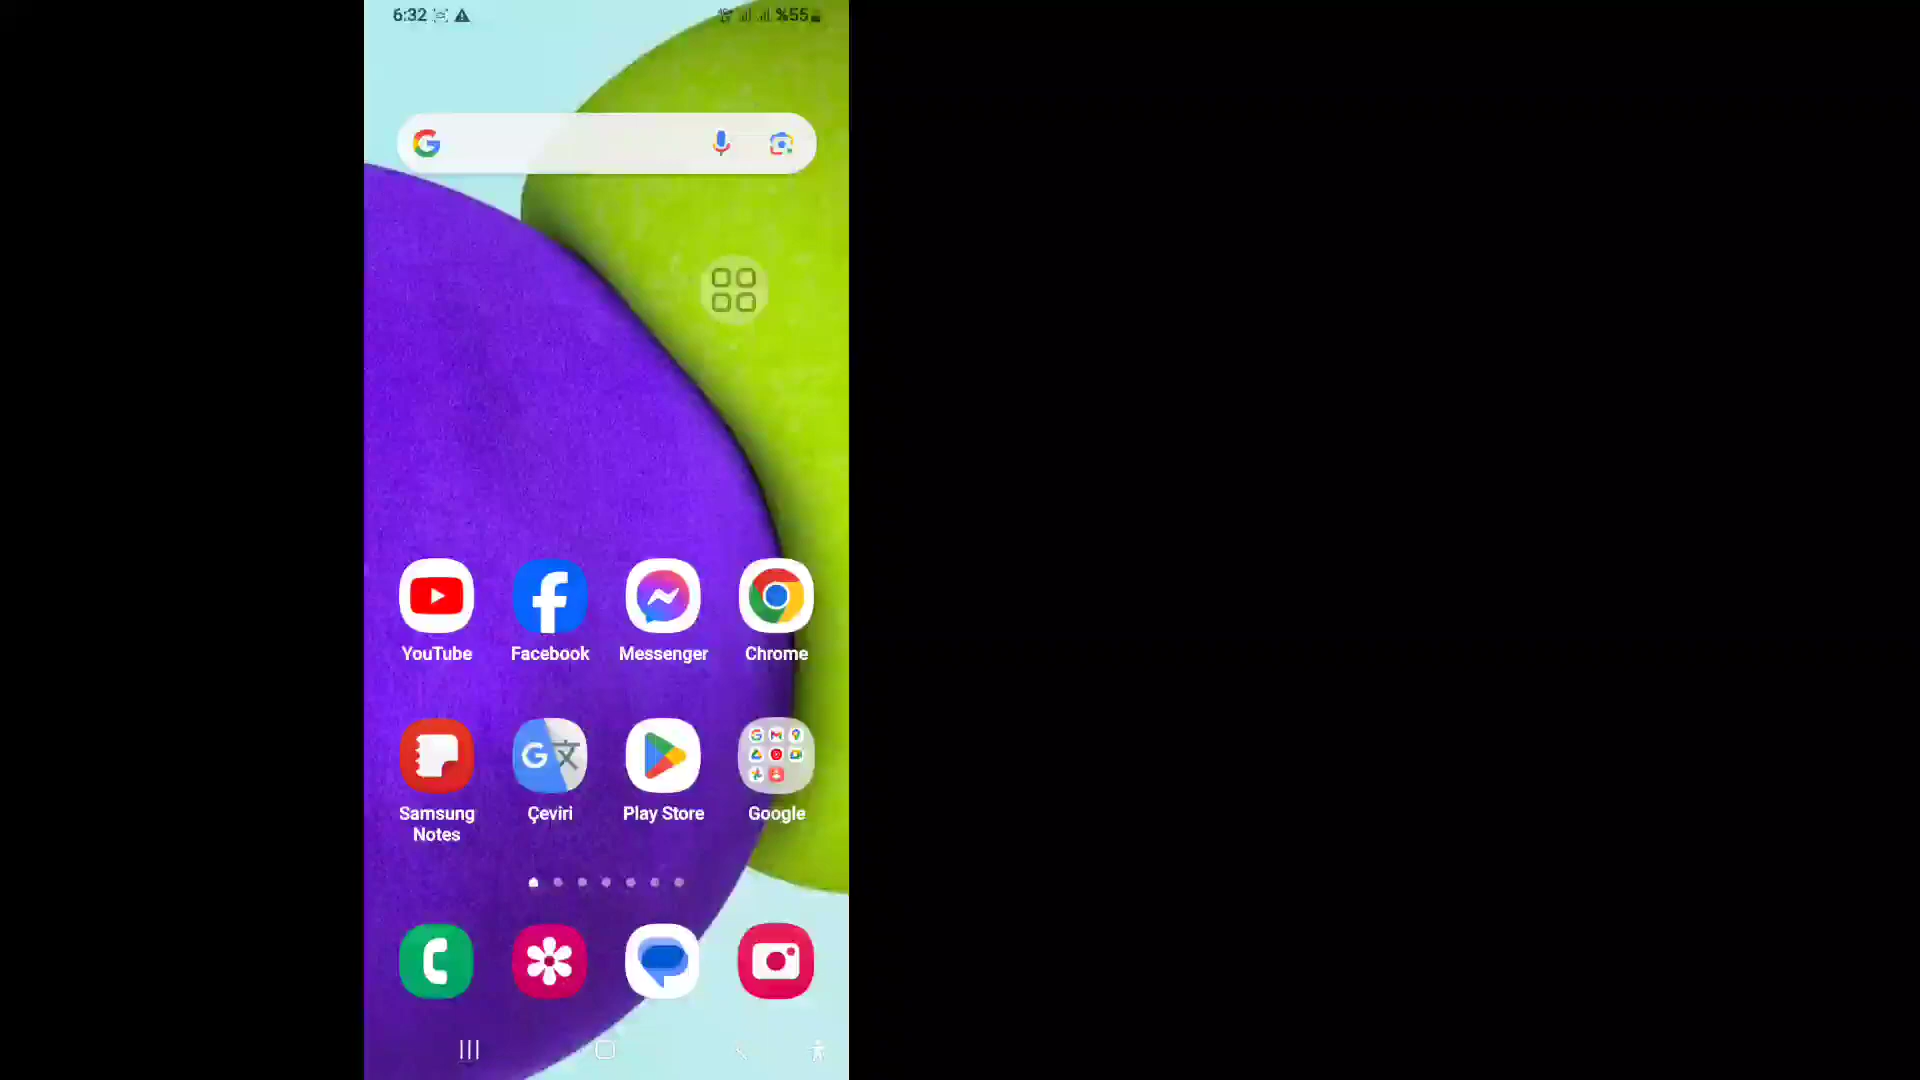 6:32 %55
YouTube Facebook Messenger Chrome
Samsung Notes Çeviri Play Store Google